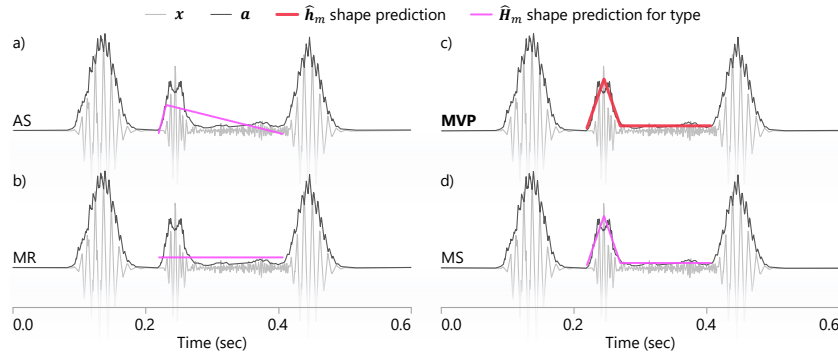 x a ĥₘ shape prediction Ĥₘ shape prediction for type
a) c)
AS MVP
b) d)
MR MS
0.0 0.2 0.4 0.6 0.0 0.2 0.4 0.6
Time (sec) Time (sec)